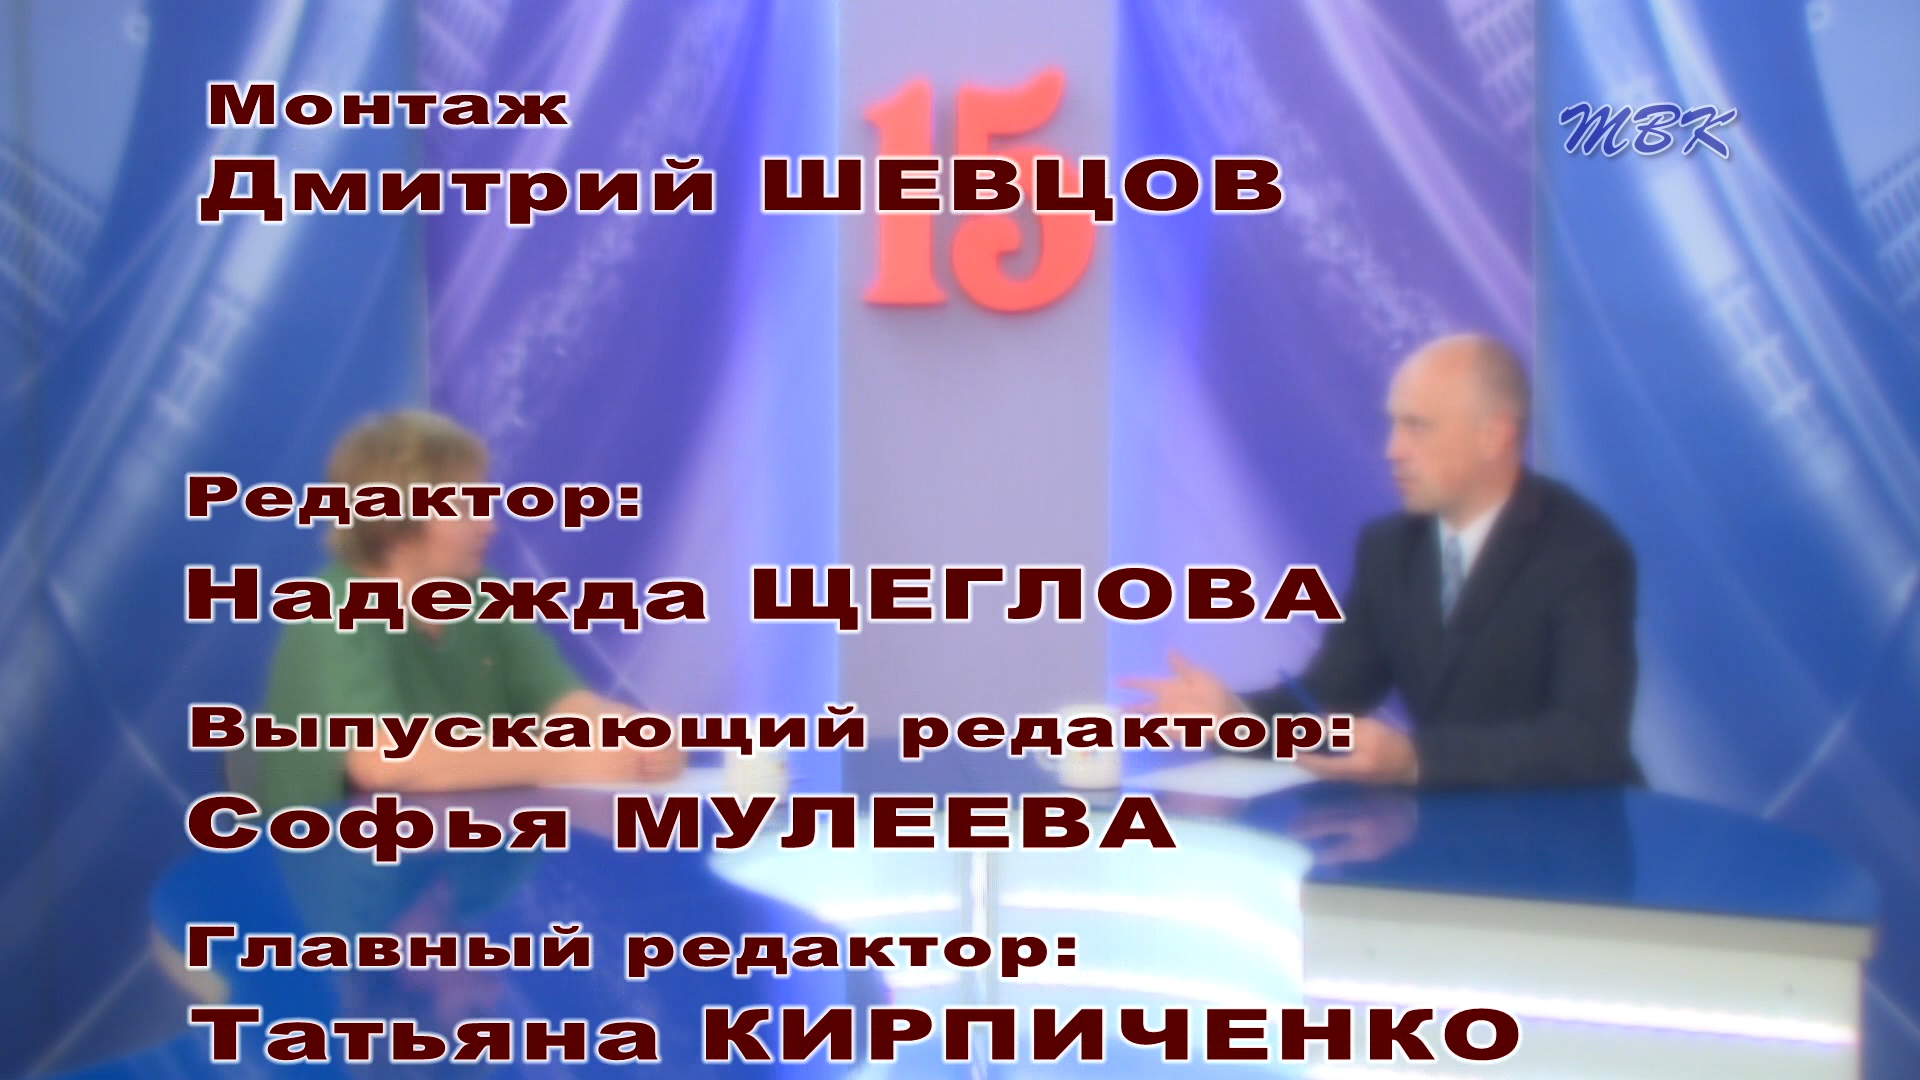 Монтаж
Дмитрий ШЕВЦОВ
15
ТВК
Редактор:
Надежда ЩЕГЛОВА
Выпускающий редактор:
Софья МУЛЕЕВА
Главный редактор:
Татьяна КИРПИЧЕНКО